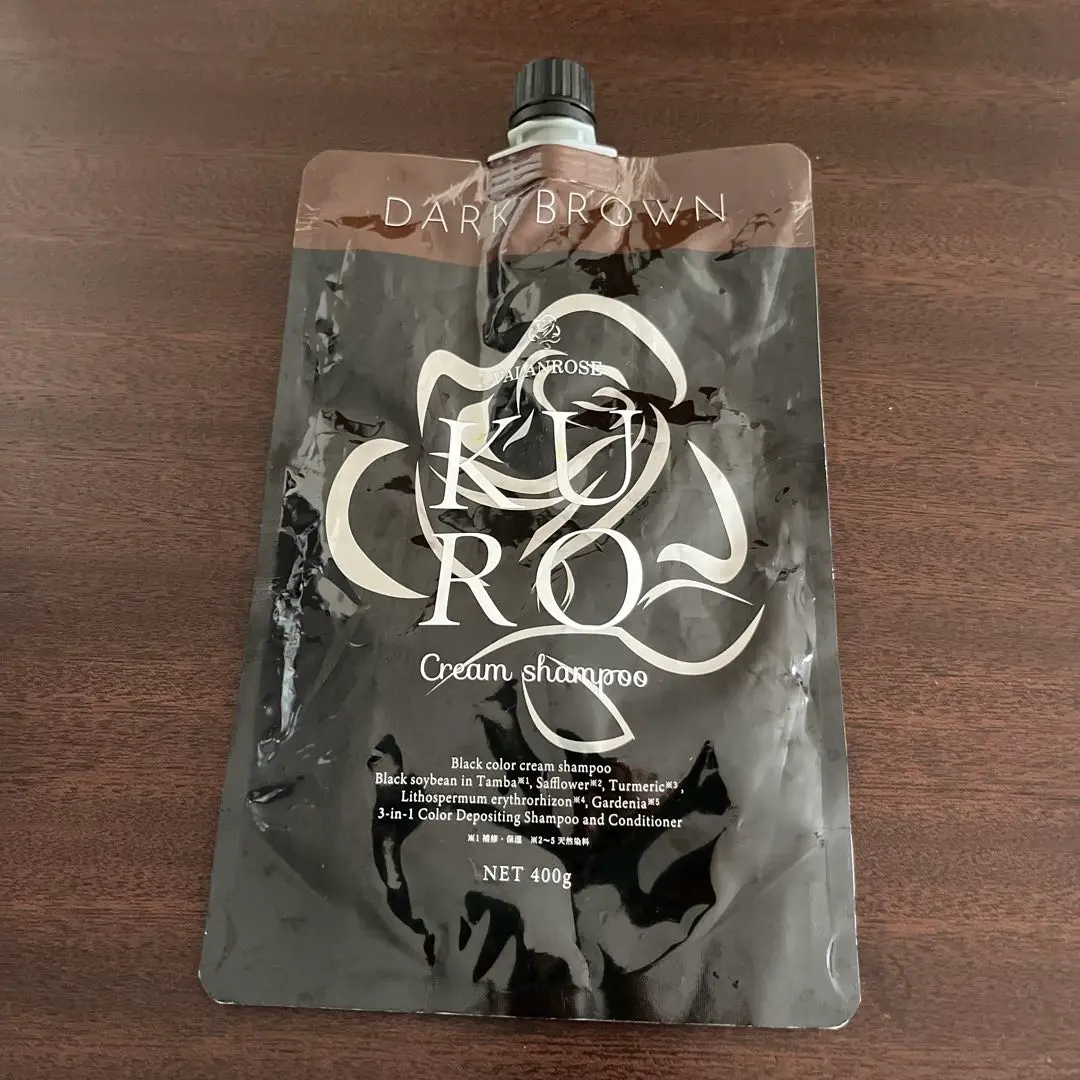 DARK BROWN
VALANROSE
KU
RO
Cream shampoo
Black color cream shampoo
Black soybean in Tamba※1, Safflower※2, Turmeric※3,
Lithospermum erythrorhizon※4, Gardenia※5
3-in-1 Color Depositing Shampoo and Conditioner
※1 補修・保湿 ※2〜5 天然染料
NET 400g